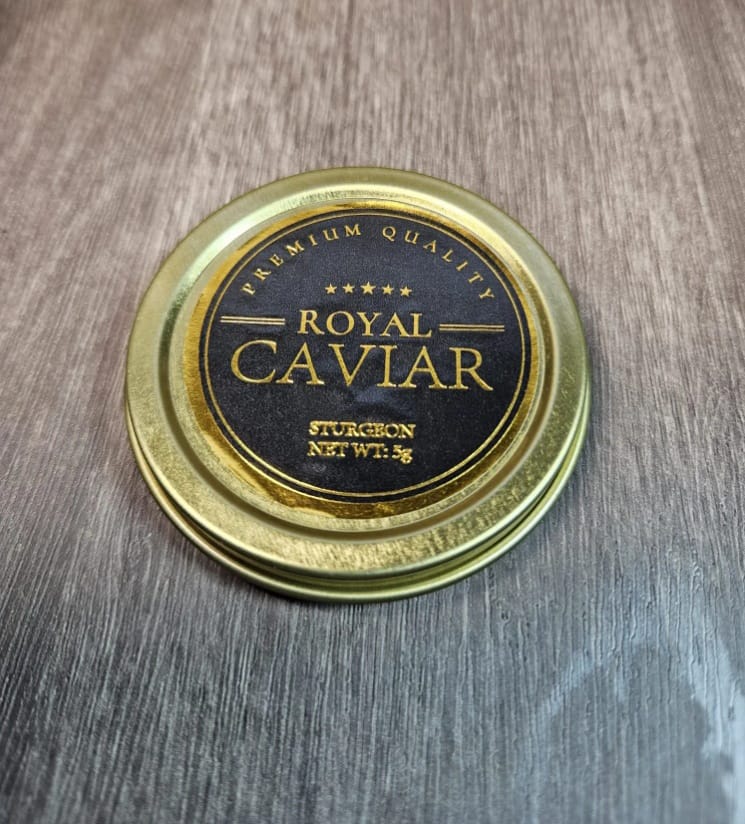 PREMIUM QUALITY
ROYAL
CAVIAR
STURGEON
NET WT: 5g